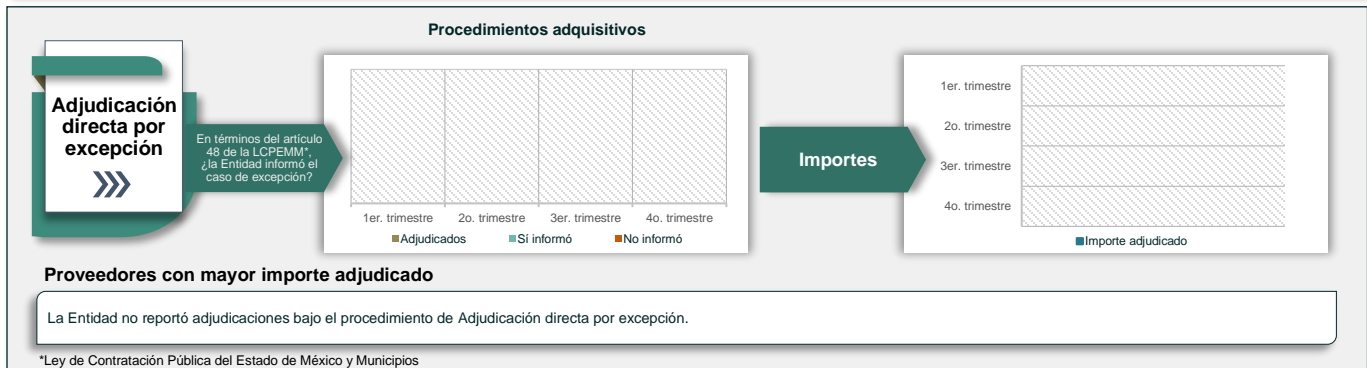 Procedimientos adquisitivos
Adjudicación
directa por
excepción
En términos del artículo
48 de la LCPEMM*,
¿la Entidad informó el
caso de excepción?
1er. trimestre 2o. trimestre 3er. trimestre 4o. trimestre
Adjudicados Sí informó No informó
Importes
1er. trimestre
2o. trimestre
3er. trimestre
4o. trimestre
Importe adjudicado
Proveedores con mayor importe adjudicado
La Entidad no reportó adjudicaciones bajo el procedimiento de Adjudicación directa por excepción.
*Ley de Contratación Pública del Estado de México y Municipios